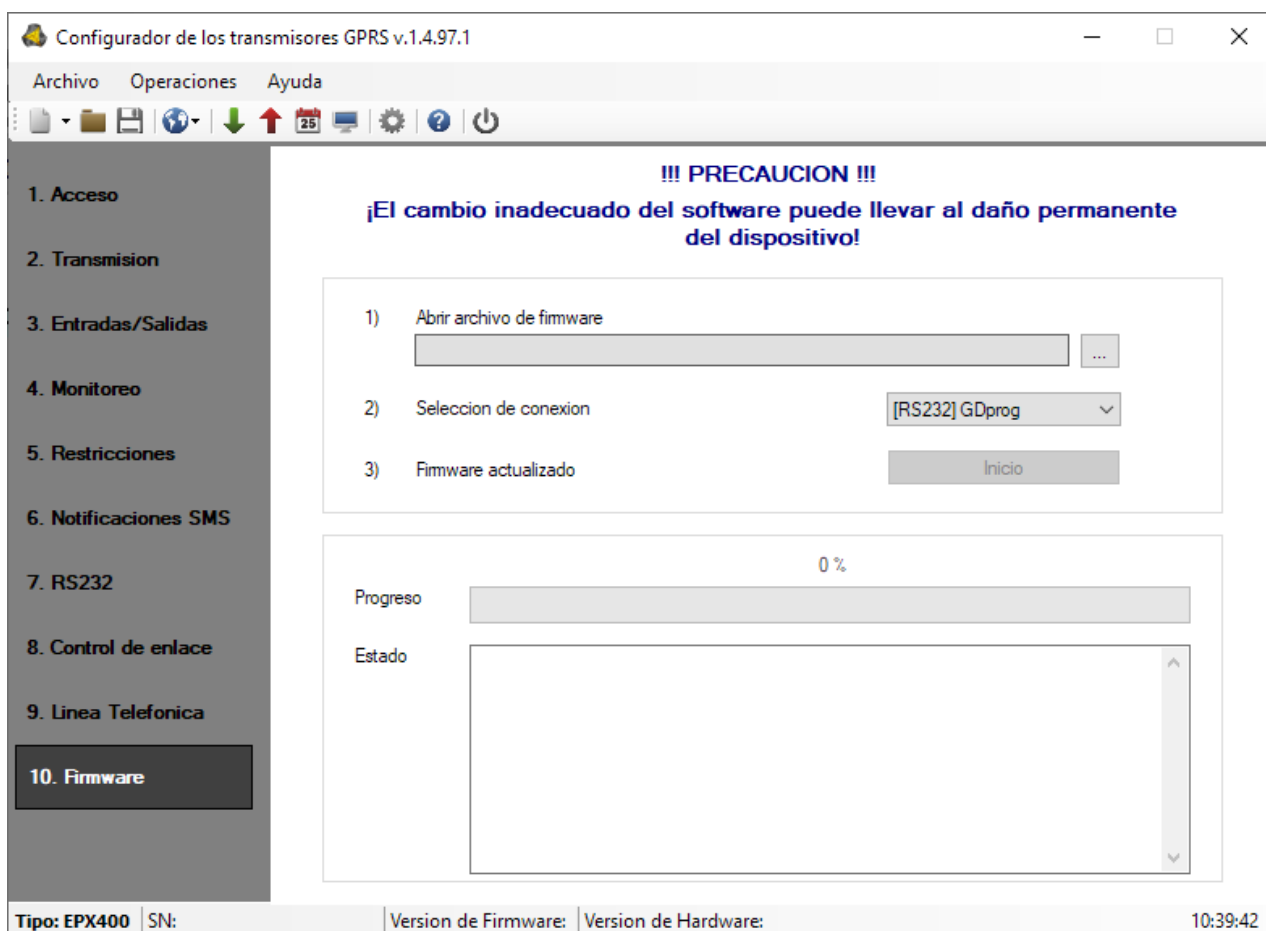 Configurador de los transmisores GPRS v.1.4.97.1
Archivo Operaciones Ayuda
25
1. Acceso
2. Transmision
3. Entradas/Salidas
4. Monitoreo
5. Restricciones
6. Notificaciones SMS
7. RS232
8. Control de enlace
9. Linea Telefonica
10. Firmware
!!! PRECAUCION !!!
¡El cambio inadecuado del software puede llevar al daño permanente
del dispositivo!
1) Abrir archivo de firmware
...
2) Seleccion de conexion [RS232] GDprog
3) Firmware actualizado Inicio
0 %
Progreso
Estado
Tipo: EPX400 SN: Version de Firmware: Version de Hardware: 10:39:42